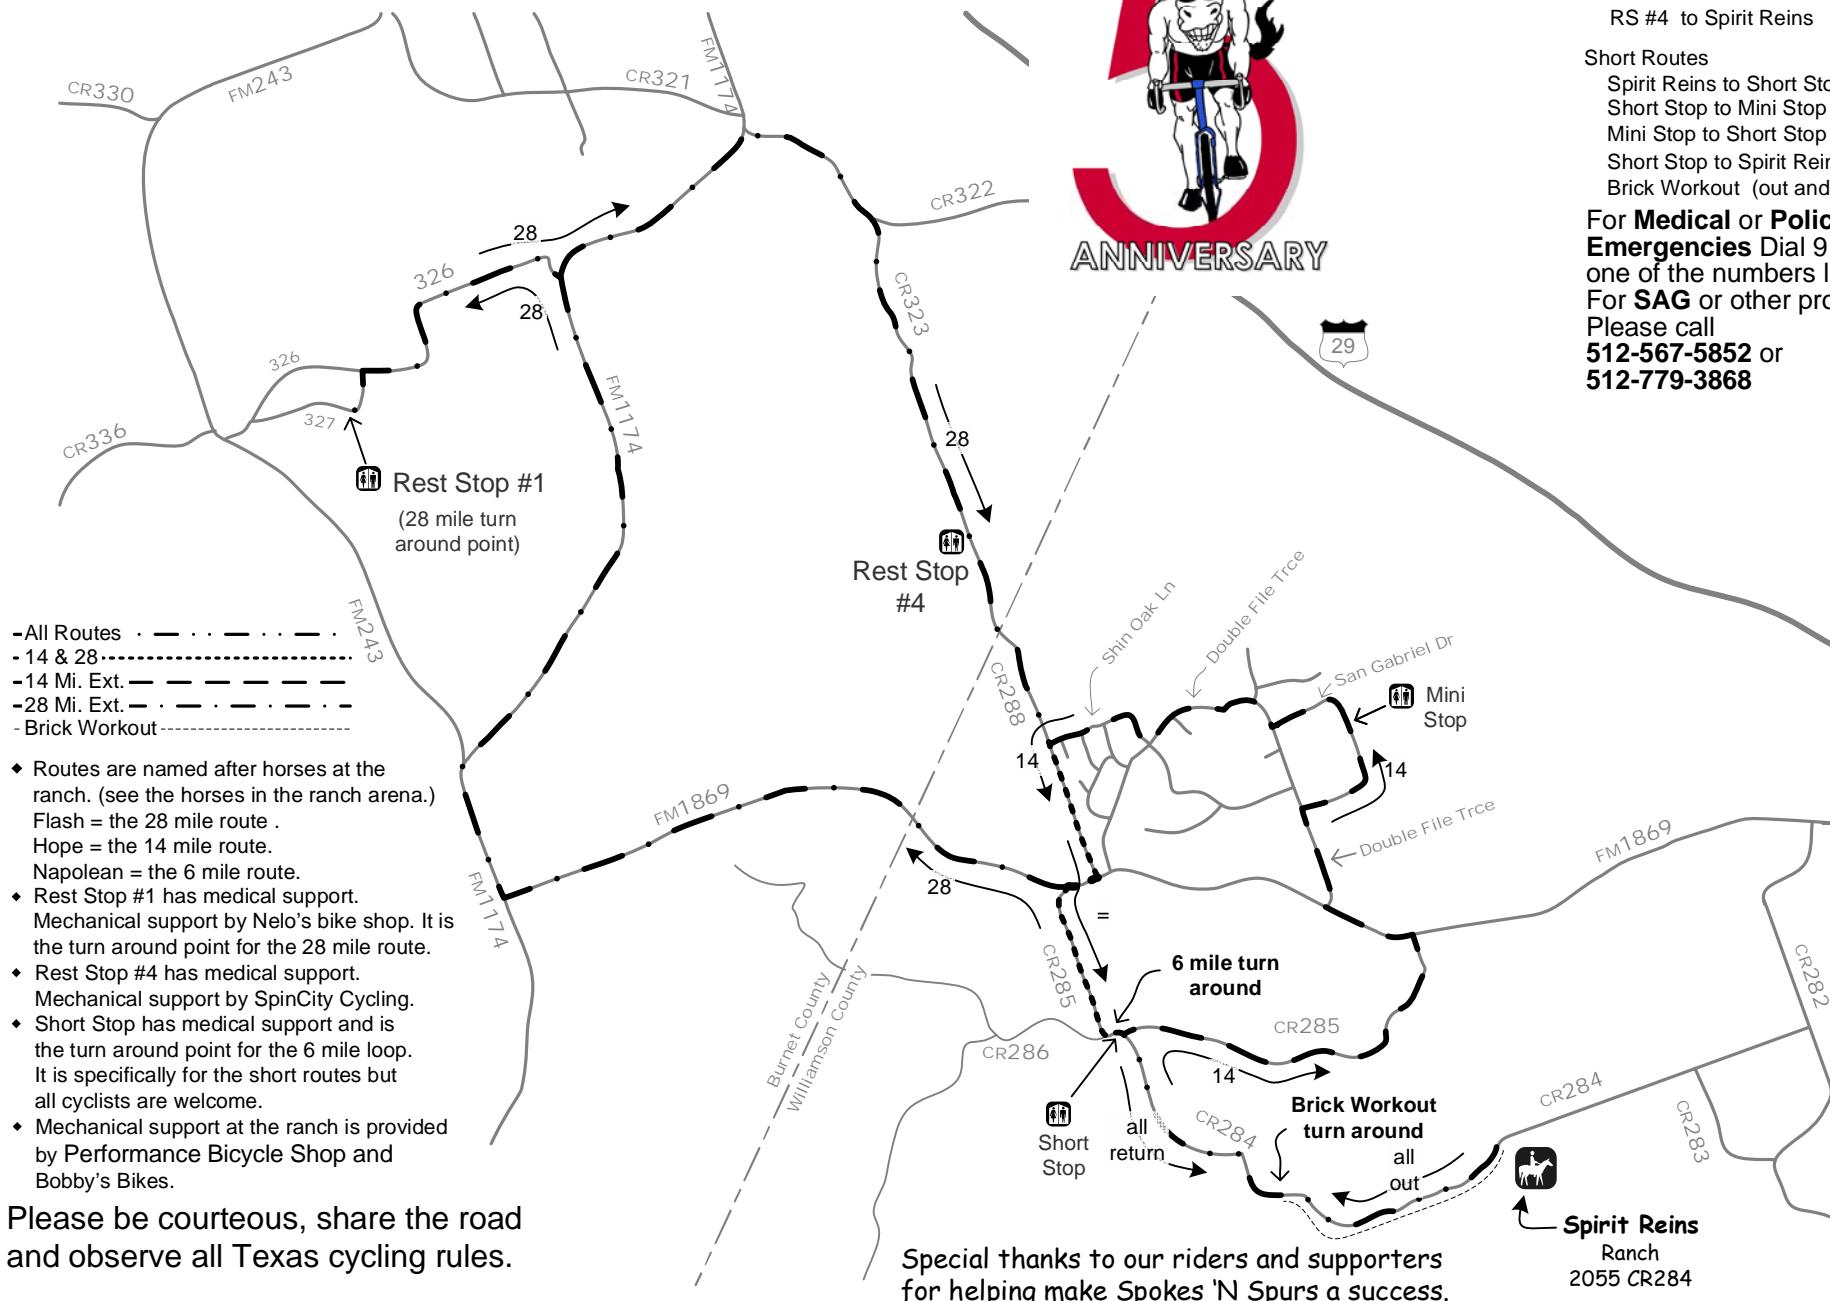 RS #4 to Spirit Reins
Short Routes
Spirit Reins to Short Sto
Short Stop to Mini Stop
Mini Stop to Short Stop
Short Stop to Spirit Rein
Brick Workout (out and
For Medical or Polic
Emergencies Dial 9
one of the numbers l
For SAG or other pro
Please call
512-567-5852 or
512-779-3868
ANNIVERSARY
CR330
FM243
CR321
FM1174
CR322
28
326
28
CR323
29
326
327
CR336
FM1174
28
Rest Stop #1
(28 mile turn
around point)
Rest Stop
#4
Shin Oak Ln
Double File Trce
San Gabriel Dr
Mini
Stop
FM243
CR288
14
14
Double File Trce
FM1869
FM1869
-All Routes
- 14 & 28
-14 Mi. Ext.
-28 Mi. Ext.
- Brick Workout
◆ Routes are named after horses at the
ranch. (see the horses in the ranch arena.)
Flash = the 28 mile route .
Hope = the 14 mile route.
Napolean = the 6 mile route.
◆ Rest Stop #1 has medical support.
Mechanical support by Nelo's bike shop. It is
the turn around point for the 28 mile route.
◆ Rest Stop #4 has medical support.
Mechanical support by SpinCity Cycling.
◆ Short Stop has medical support and is
the turn around point for the 6 mile loop.
It is specifically for the short routes but
all cyclists are welcome.
◆ Mechanical support at the ranch is provided
by Performance Bicycle Shop and
Bobby's Bikes.
FM1174
28
=
CR285
6 mile turn
around
CR282
Burnet County
Williamson County
CR286
CR285
14
Short
Stop
all
return
CR284
Brick Workout
turn around
all
out
CR284
CR283
Spirit Reins
Ranch
2055 CR284
Please be courteous, share the road
and observe all Texas cycling rules.
Special thanks to our riders and supporters
for helping make Spokes 'N Spurs a success.